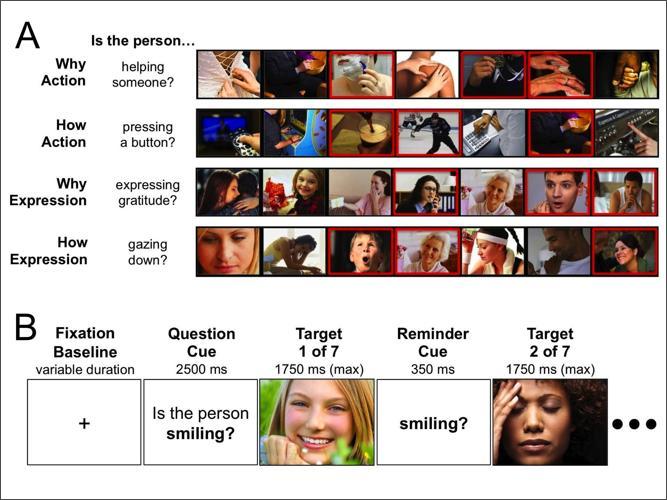 A
Is the person…
Why Action
helping someone?
How Action
pressing a button?
Why Expression
expressing gratitude?
How Expression
gazing down?
B
Fixation Baseline
variable duration
Question Cue
2500 ms
Target 1 of 7
1750 ms (max)
Reminder Cue
350 ms
Target 2 of 7
1750 ms (max)
+
Is the person smiling?
smiling?